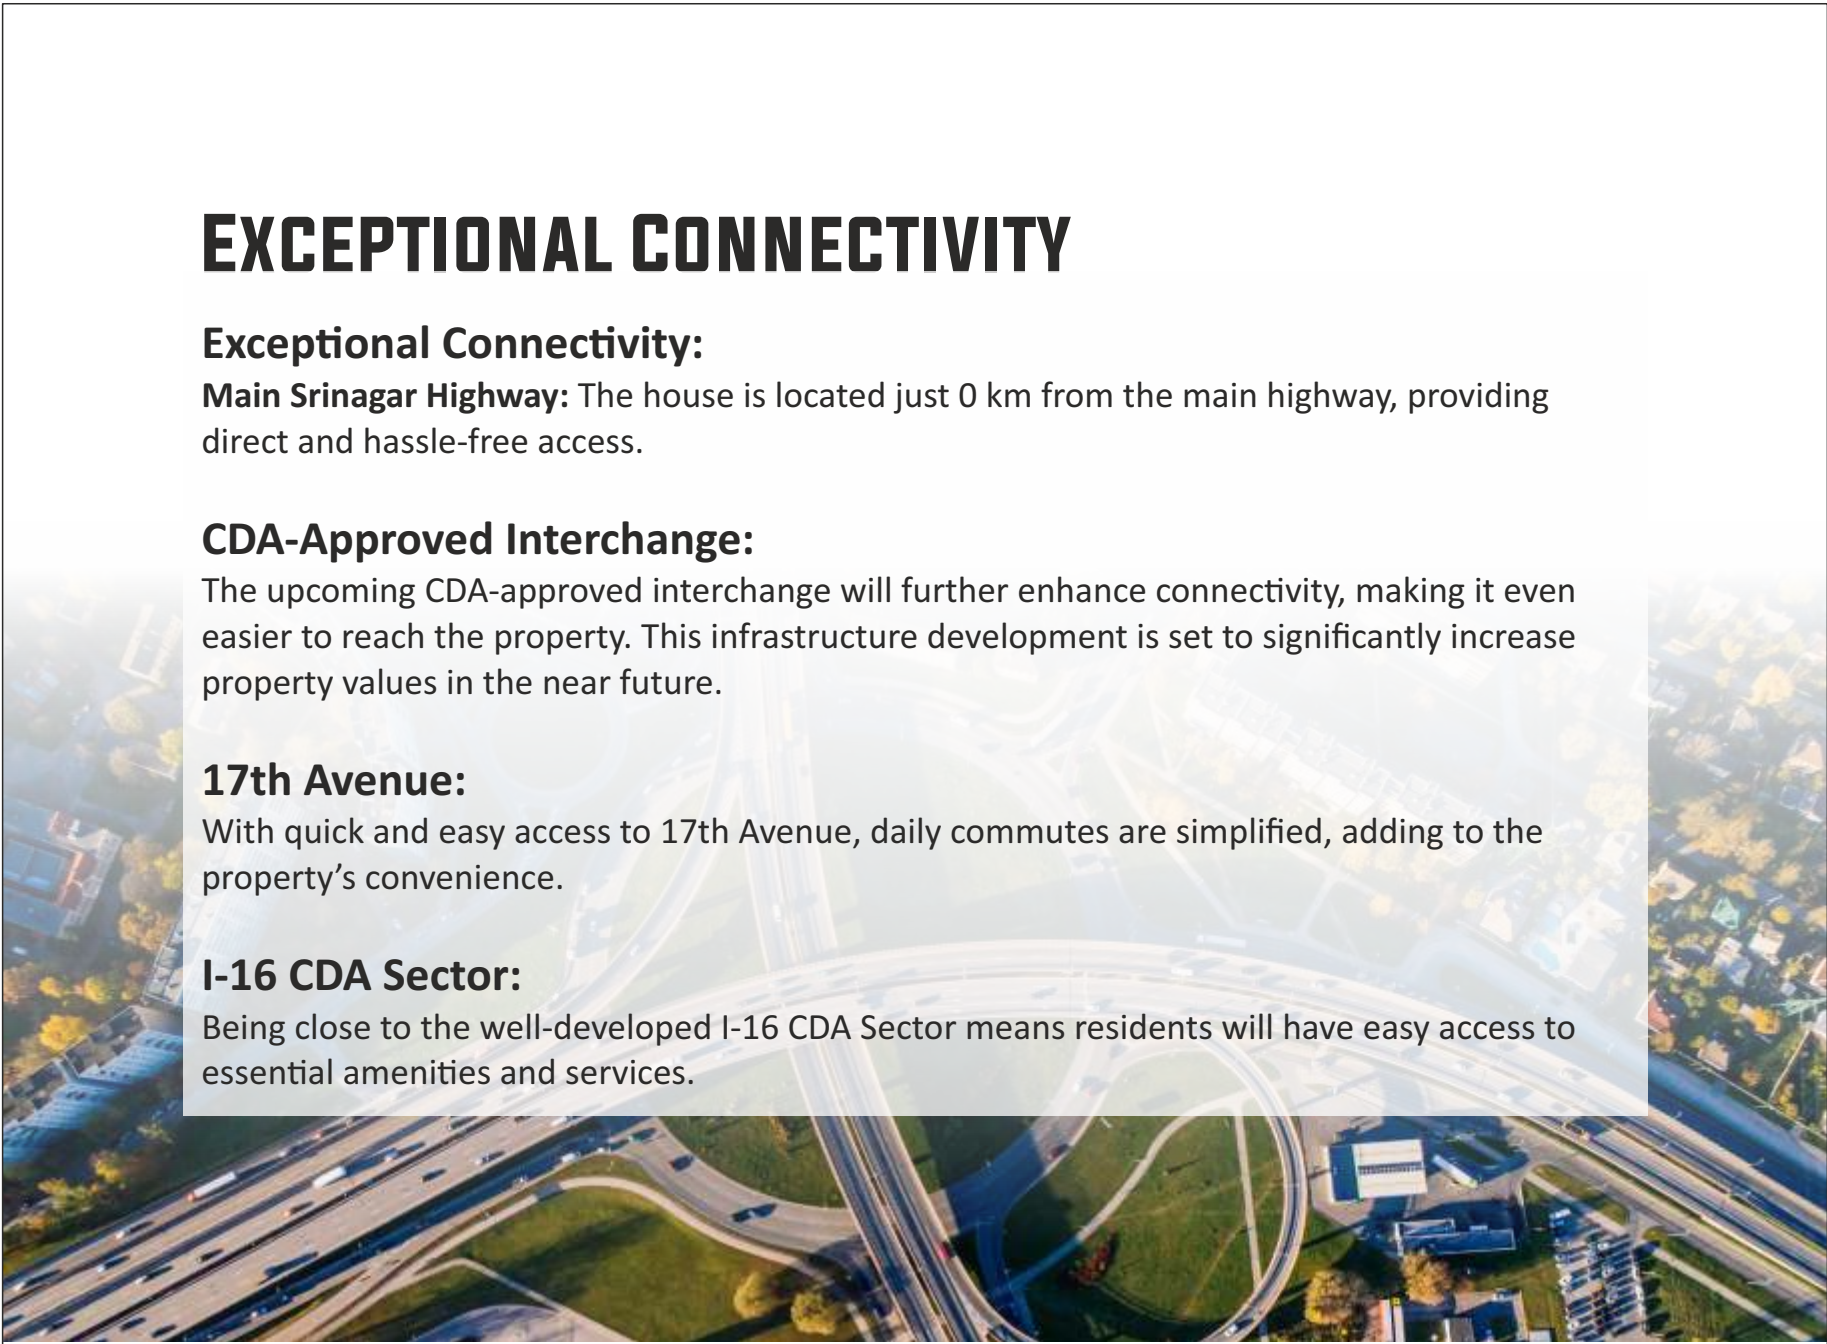 EXCEPTIONAL CONNECTIVITY
Exceptional Connectivity:
Main Srinagar Highway: The house is located just 0 km from the main highway, providing
direct and hassle-free access.
CDA-Approved Interchange:
The upcoming CDA-approved interchange will further enhance connectivity, making it even
easier to reach the property. This infrastructure development is set to significantly increase
property values in the near future.
17th Avenue:
With quick and easy access to 17th Avenue, daily commutes are simplified, adding to the
property’s convenience.
I-16 CDA Sector:
Being close to the well-developed I-16 CDA Sector means residents will have easy access to
essential amenities and services.